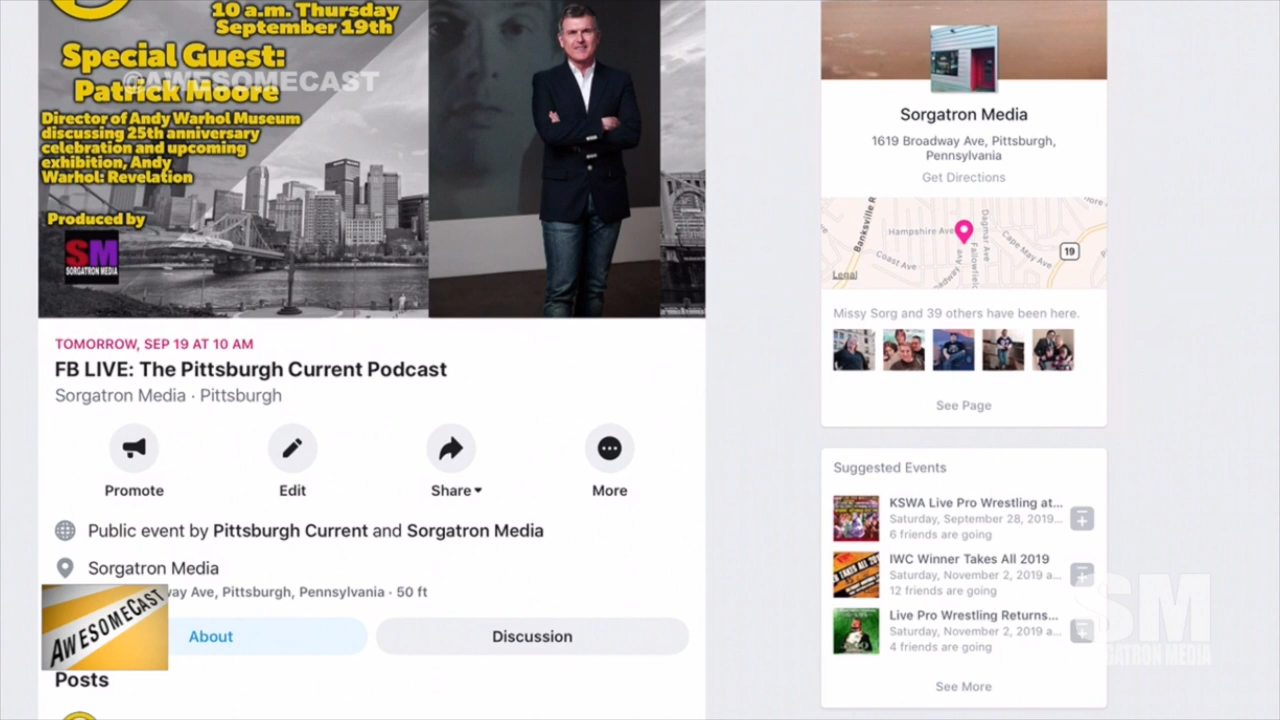 10 a.m. Thursday
September 19th
Special Guest:
@AWESOMECAST
Patrick Moore
Director of Andy Warhol Museum
discussing 25th anniversary
celebration and upcoming
exhibition, Andy
Warhol: Revelation
Produced by
SM
SORGATRON MEDIA
TOMORROW, SEP 19 AT 10 AM
FB LIVE: The Pittsburgh Current Podcast
Sorgatron Media · Pittsburgh
Promote
Edit
Share
More
Public event by Pittsburgh Current and Sorgatron Media
Sorgatron Media
way Ave, Pittsburgh, Pennsylvania · 50 ft
AWESOMECAST
About
Discussion
Posts
Sorgatron Media
1619 Broadway Ave, Pittsburgh,
Pennsylvania
Get Directions
Banksville R
Hampshire Ave
Dagmar Ave
Cape May Ave
Coast Ave
Fallowfield
19
Legal
Missy Sorg and 39 others have been here.
See Page
Suggested Events
KSWA Live Pro Wrestling at...
Saturday, September 28, 2019...
6 friends are going
IWC Winner Takes All 2019
Saturday, November 2, 2019 a...
12 friends are going
Live Pro Wrestling Returns...
Saturday, November 2, 2019 a...
4 friends are going
See More
SM